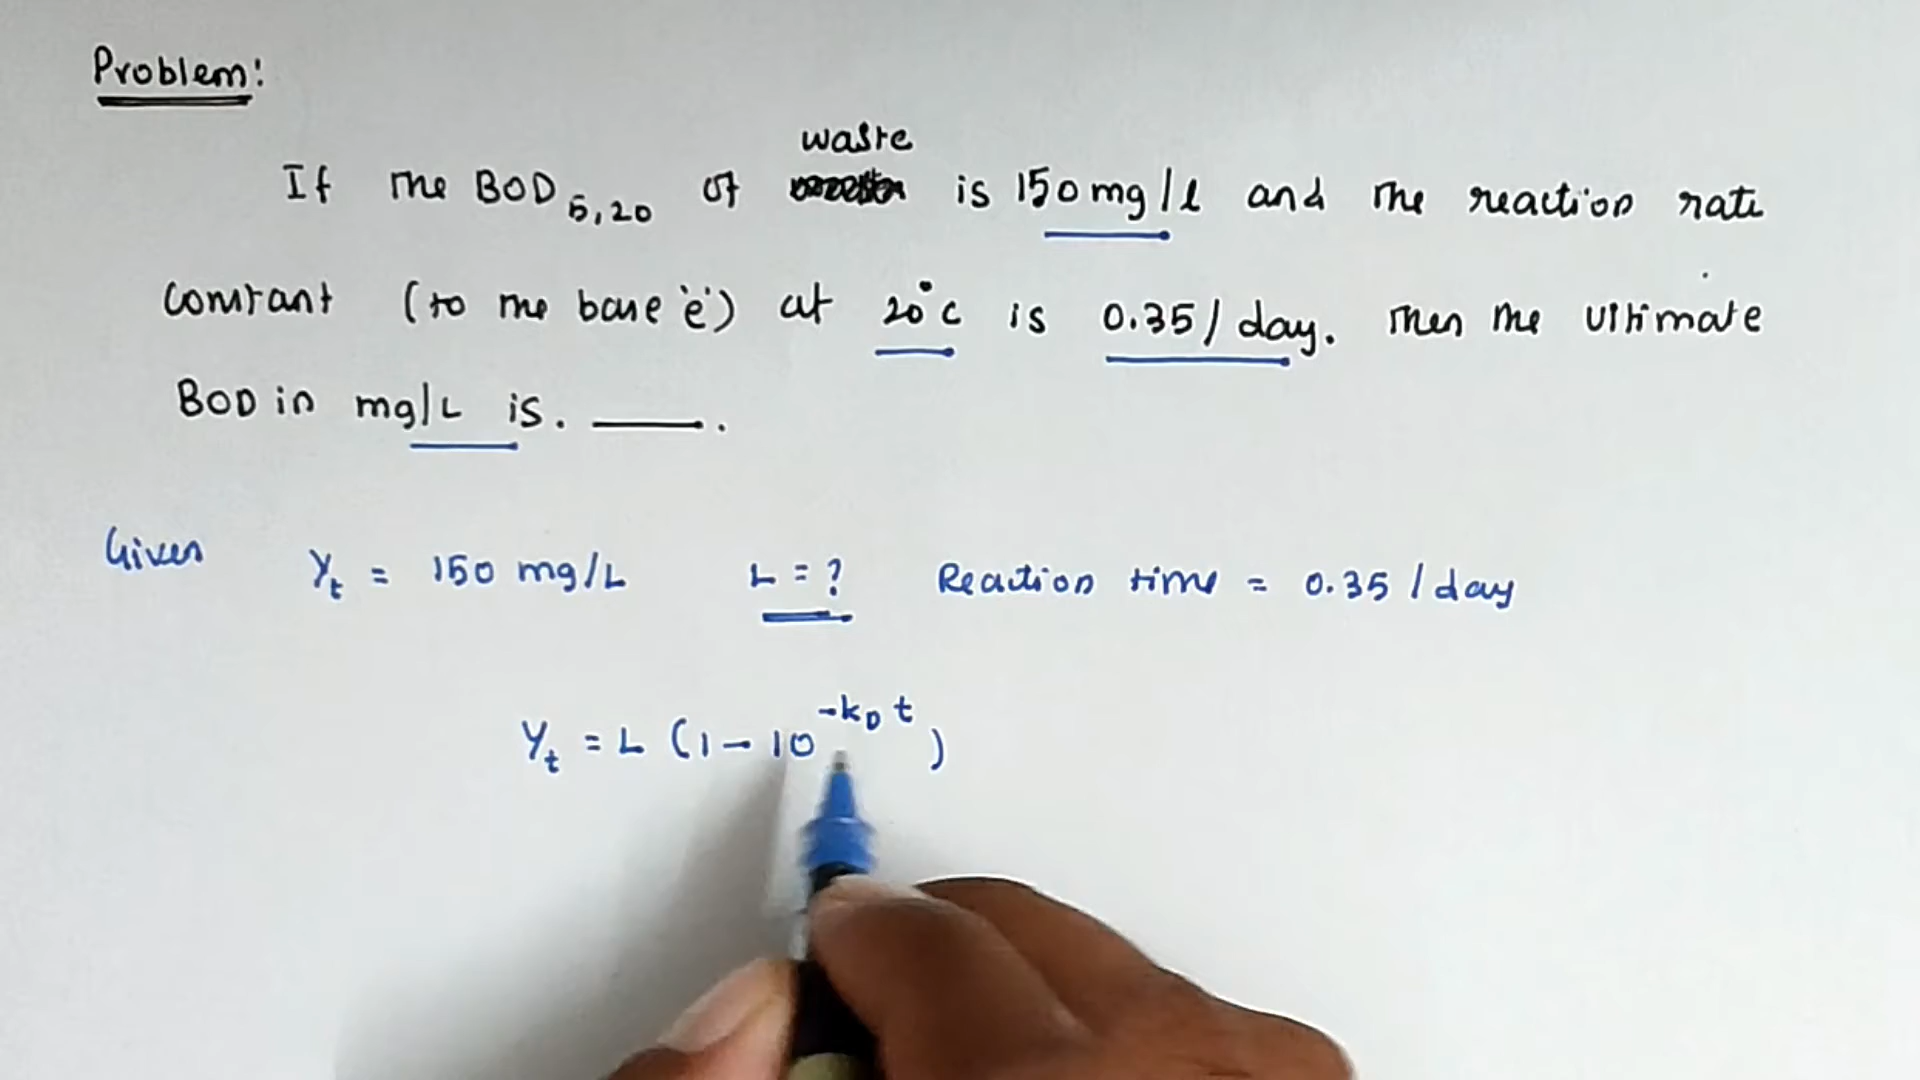 Problem:
waste
If the BOD5,20 of is 150 mg/l and the reaction rate
constant (to the base 'e') at 20°C is 0.35/day. Then the ultimate
BOD in mg/L is. ____.
Given Yt = 150 mg/L L = ? Reaction time = 0.35 /day
Yt = L (1 - 10^-kD t)